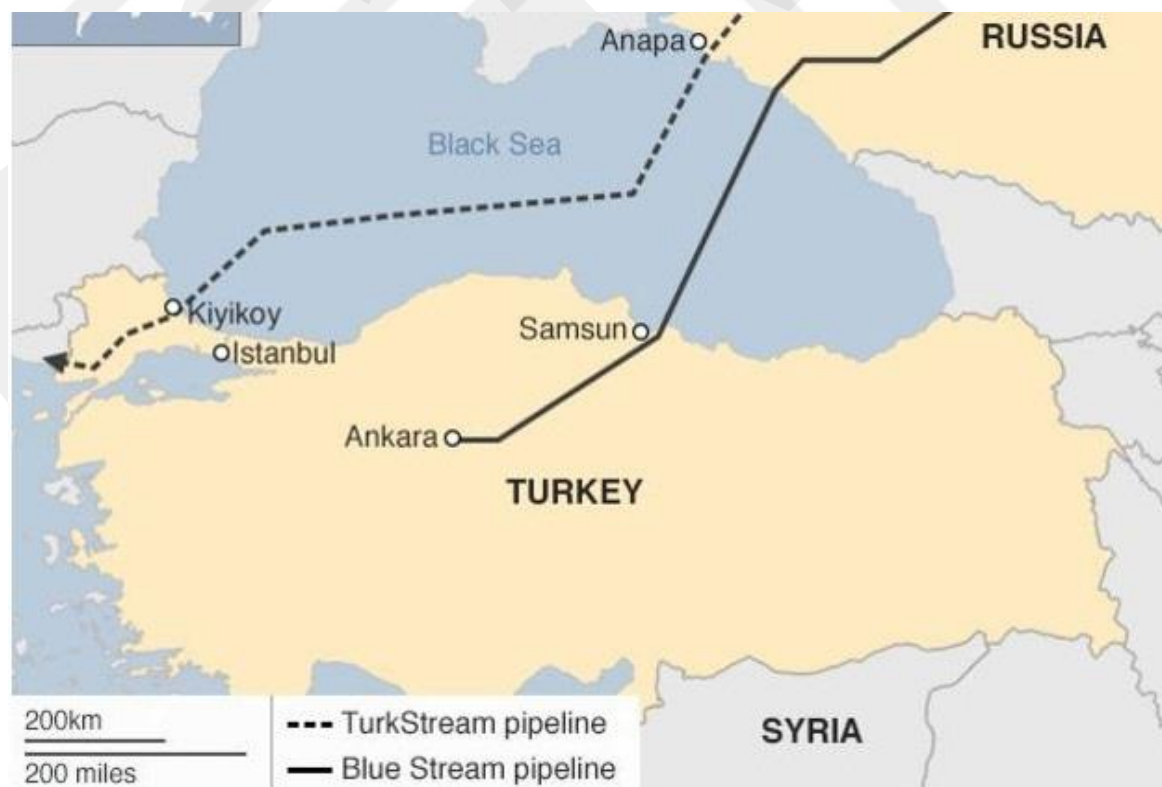 Anapa
RUSSIA
Black Sea
Kiyikoy
Istanbul
Samsun
Ankara
TURKEY
SYRIA
200km
200 miles
TurkStream pipeline
Blue Stream pipeline